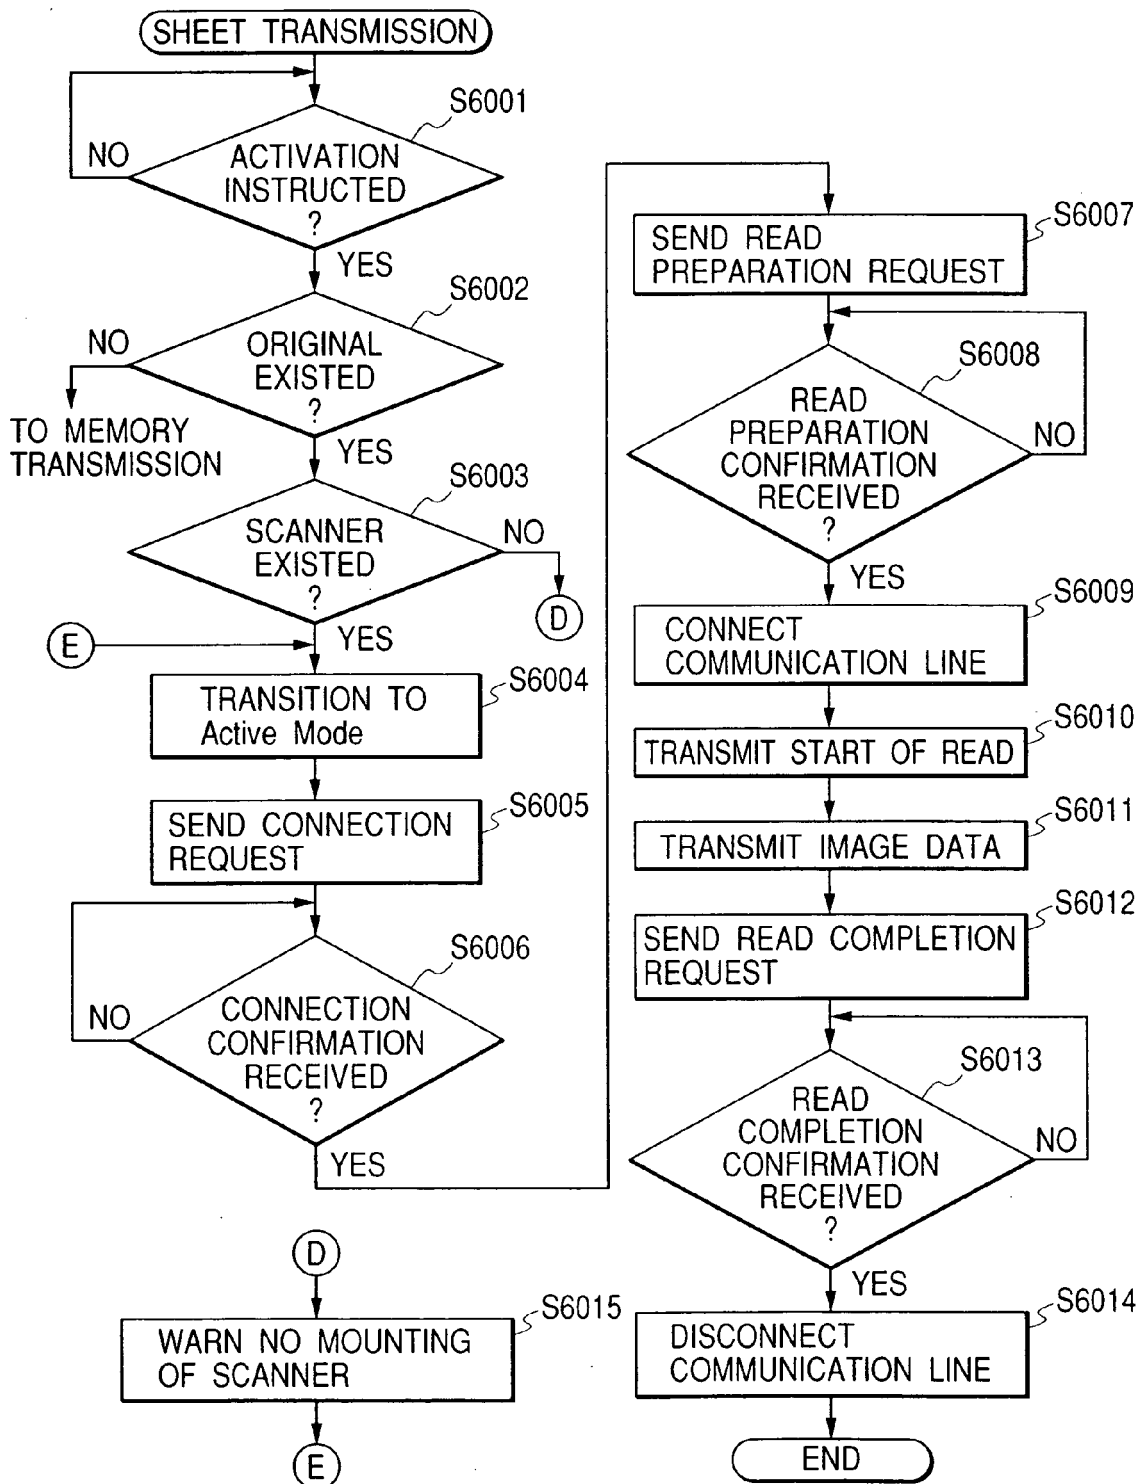 SHEET TRANSMISSION
S6001
NO
ACTIVATION
INSTRUCTED
?
YES
S6002
NO
ORIGINAL
EXISTED
?
TO MEMORY
TRANSMISSION
YES
S6003
SCANNER
EXISTED
?
NO
D
E
YES
S6004
TRANSITION TO
Active Mode
S6005
SEND CONNECTION
REQUEST
S6006
NO
CONNECTION
CONFIRMATION
RECEIVED
?
YES
S6007
SEND READ
PREPARATION REQUEST
S6008
READ
PREPARATION
CONFIRMATION
RECEIVED
?
NO
YES
S6009
CONNECT
COMMUNICATION LINE
S6010
TRANSMIT START OF READ
S6011
TRANSMIT IMAGE DATA
S6012
SEND READ COMPLETION
REQUEST
S6013
READ
COMPLETION
CONFIRMATION
RECEIVED
?
NO
YES
S6014
DISCONNECT
COMMUNICATION LINE
END
D
S6015
WARN NO MOUNTING
OF SCANNER
E